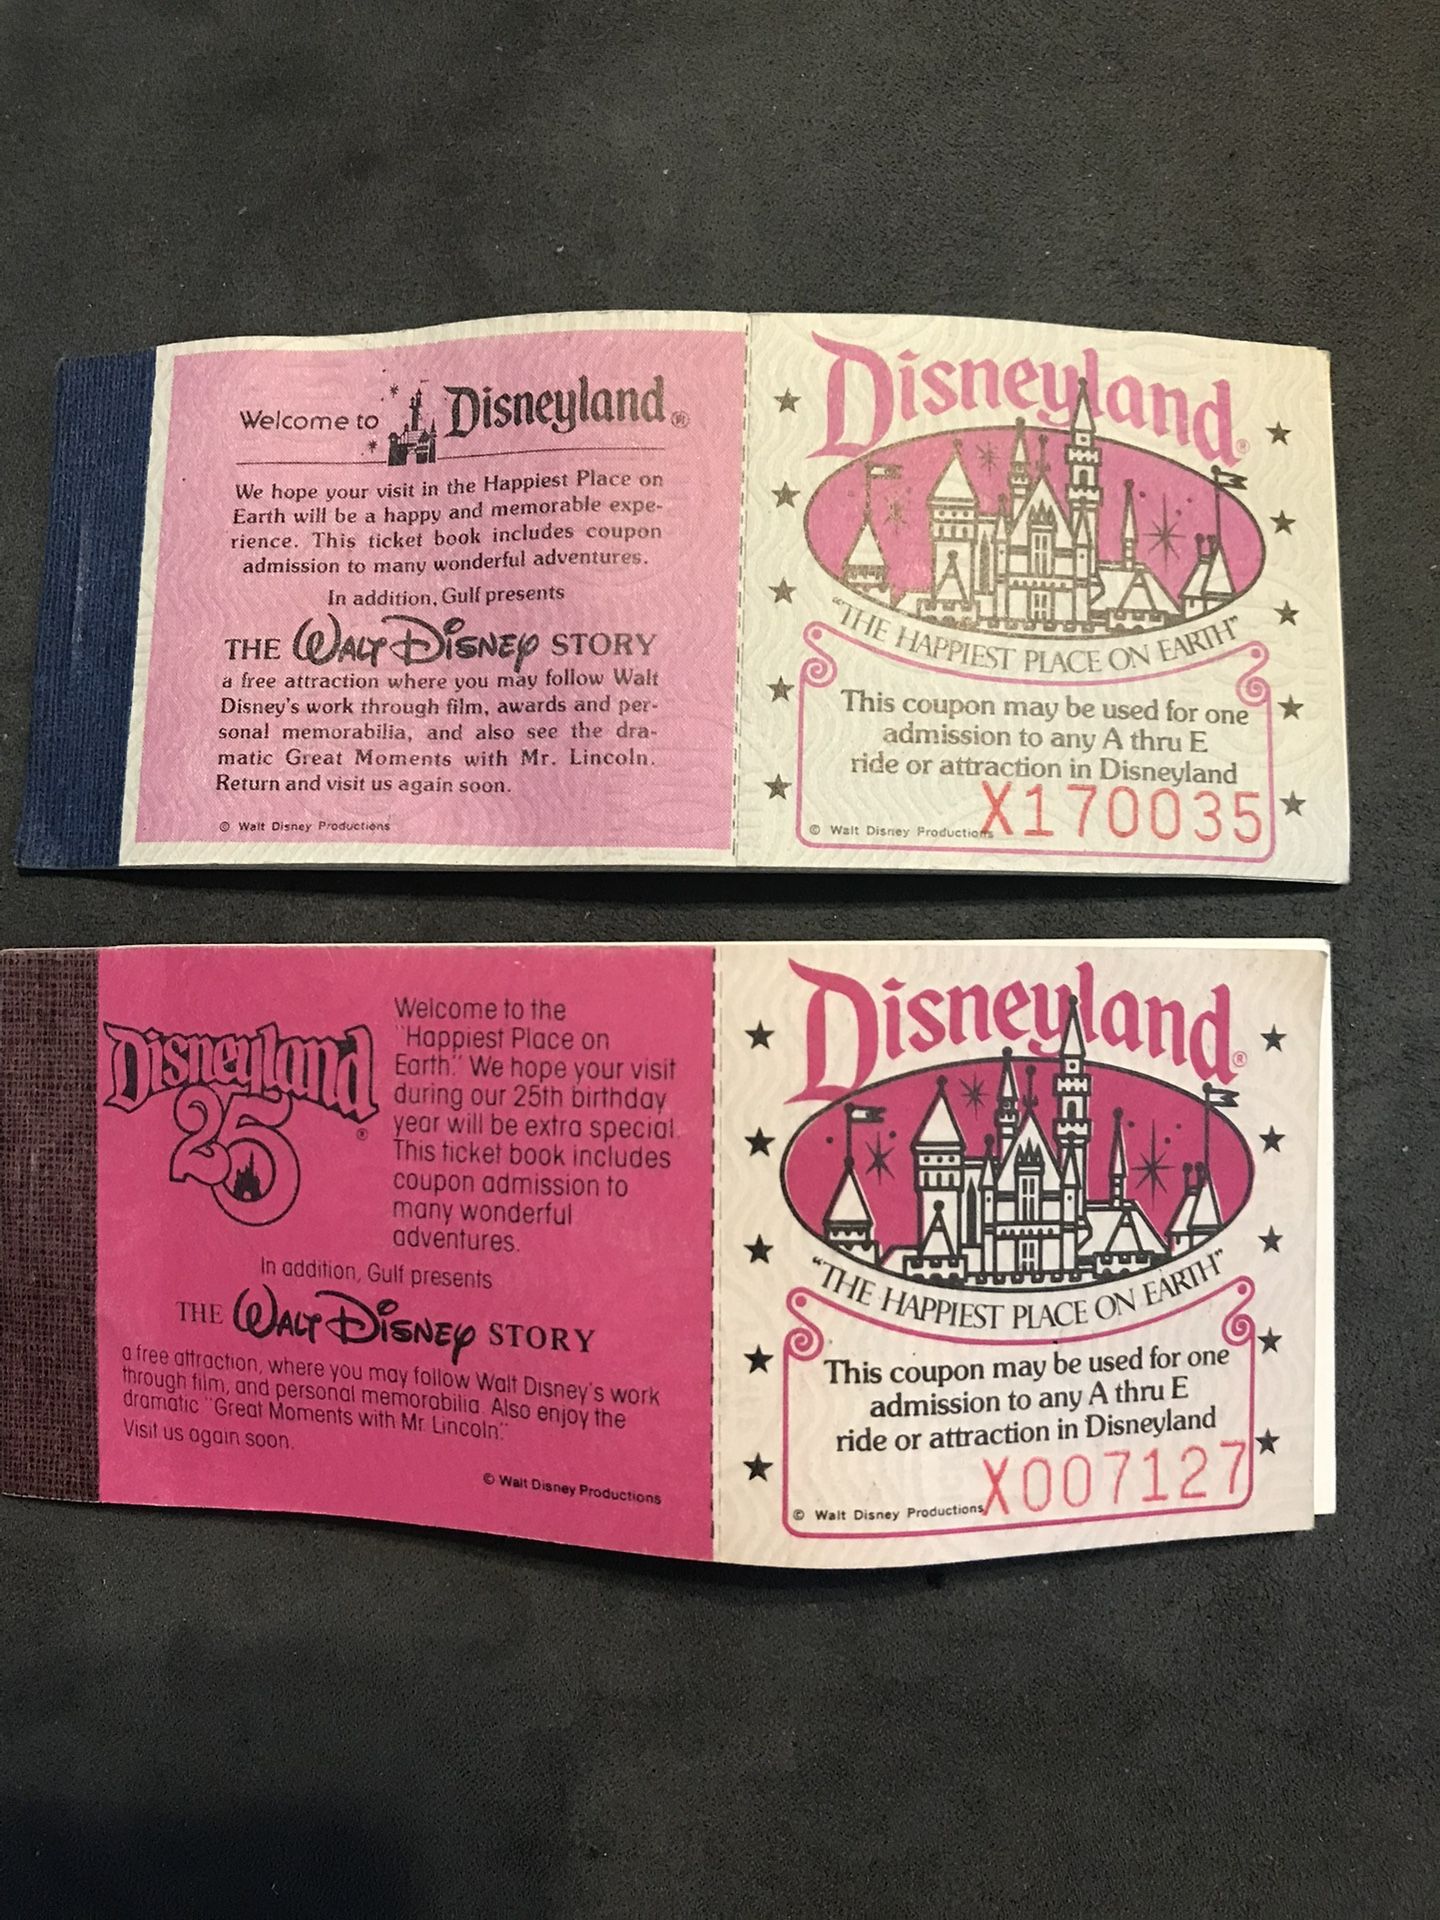 Welcome to Disneyland®
We hope your visit in the Happiest Place on
Earth will be a happy and memorable expe-
rience. This ticket book includes coupon
admission to many wonderful adventures.
In addition, Gulf presents
THE WALT DISNEY STORY
a free attraction where you may follow Walt
Disney's work through film, awards and per-
sonal memorabilia, and also see the dra-
matic Great Moments with Mr. Lincoln.
Return and visit us again soon.
© Walt Disney Productions
Disneyland®
"THE HAPPIEST PLACE ON EARTH"
This coupon may be used for one
admission to any A thru E
ride or attraction in Disneyland
© Walt Disney Productions X170035
Disneyland
25®
Welcome to the
"Happiest Place on
Earth." We hope your visit
during our 25th birthday
year will be extra special.
This ticket book includes
coupon admission to
many wonderful
adventures.
In addition, Gulf presents
THE WALT DISNEY STORY
a free attraction, where you may follow Walt Disney's work
through film, and personal memorabilia. Also enjoy the
dramatic "Great Moments with Mr. Lincoln".
Visit us again soon.
© Walt Disney Productions
Disneyland®
"THE HAPPIEST PLACE ON EARTH"
This coupon may be used for one
admission to any A thru E
ride or attraction in Disneyland
© Walt Disney Productions X007127